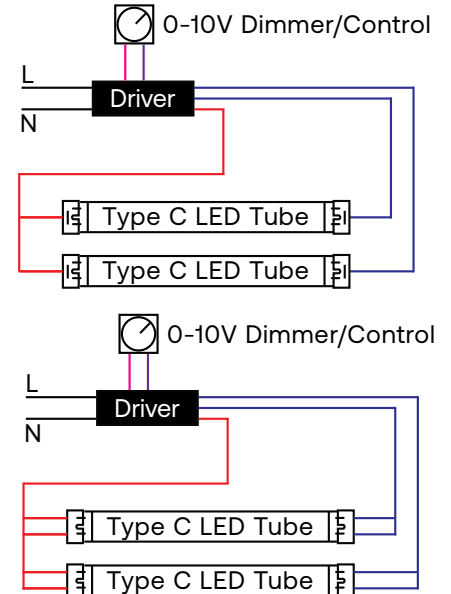 0-10V Dimmer/Control
L
Driver
N
Type C LED Tube
Type C LED Tube
0-10V Dimmer/Control
L
Driver
N
Type C LED Tube
Type C LED Tube